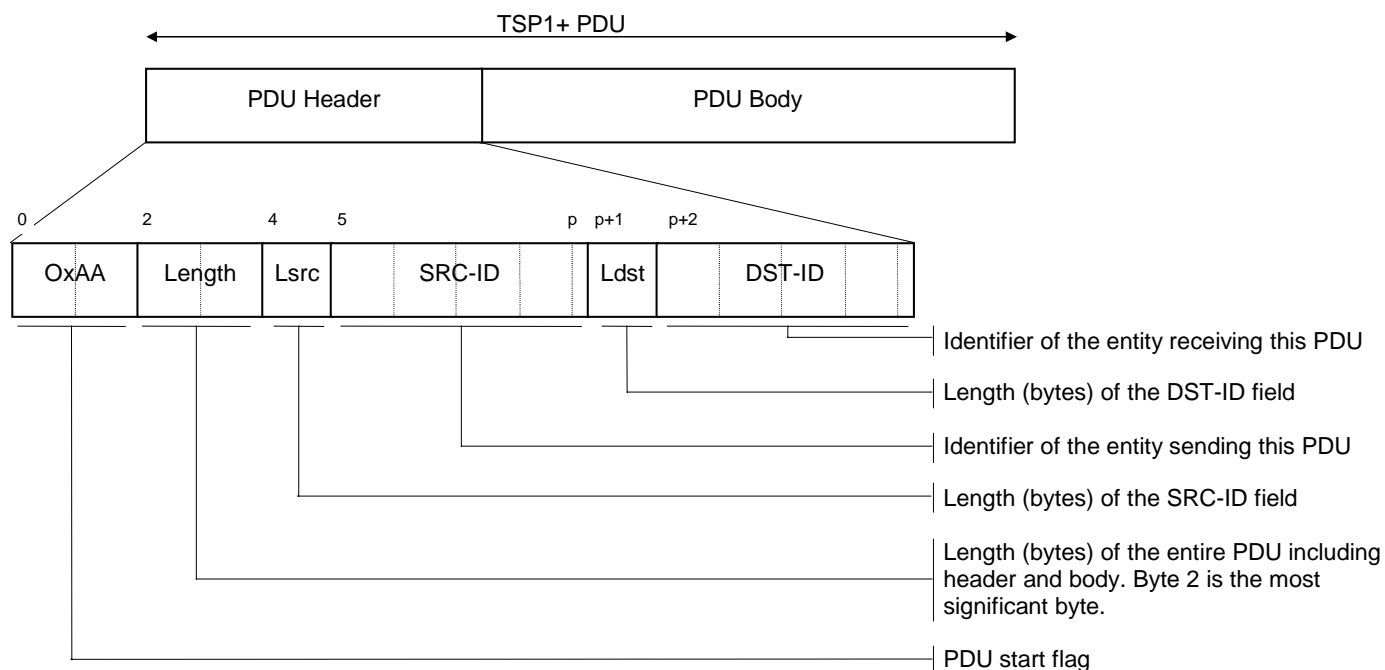 TSP1+ PDU
PDU Header PDU Body
0 2 4 5 p p+1 p+2
OxAA Length Lsrc SRC-ID Ldst DST-ID
Identifier of the entity receiving this PDU
Length (bytes) of the DST-ID field
Identifier of the entity sending this PDU
Length (bytes) of the SRC-ID field
Length (bytes) of the entire PDU including
header and body. Byte 2 is the most
significant byte.
PDU start flag